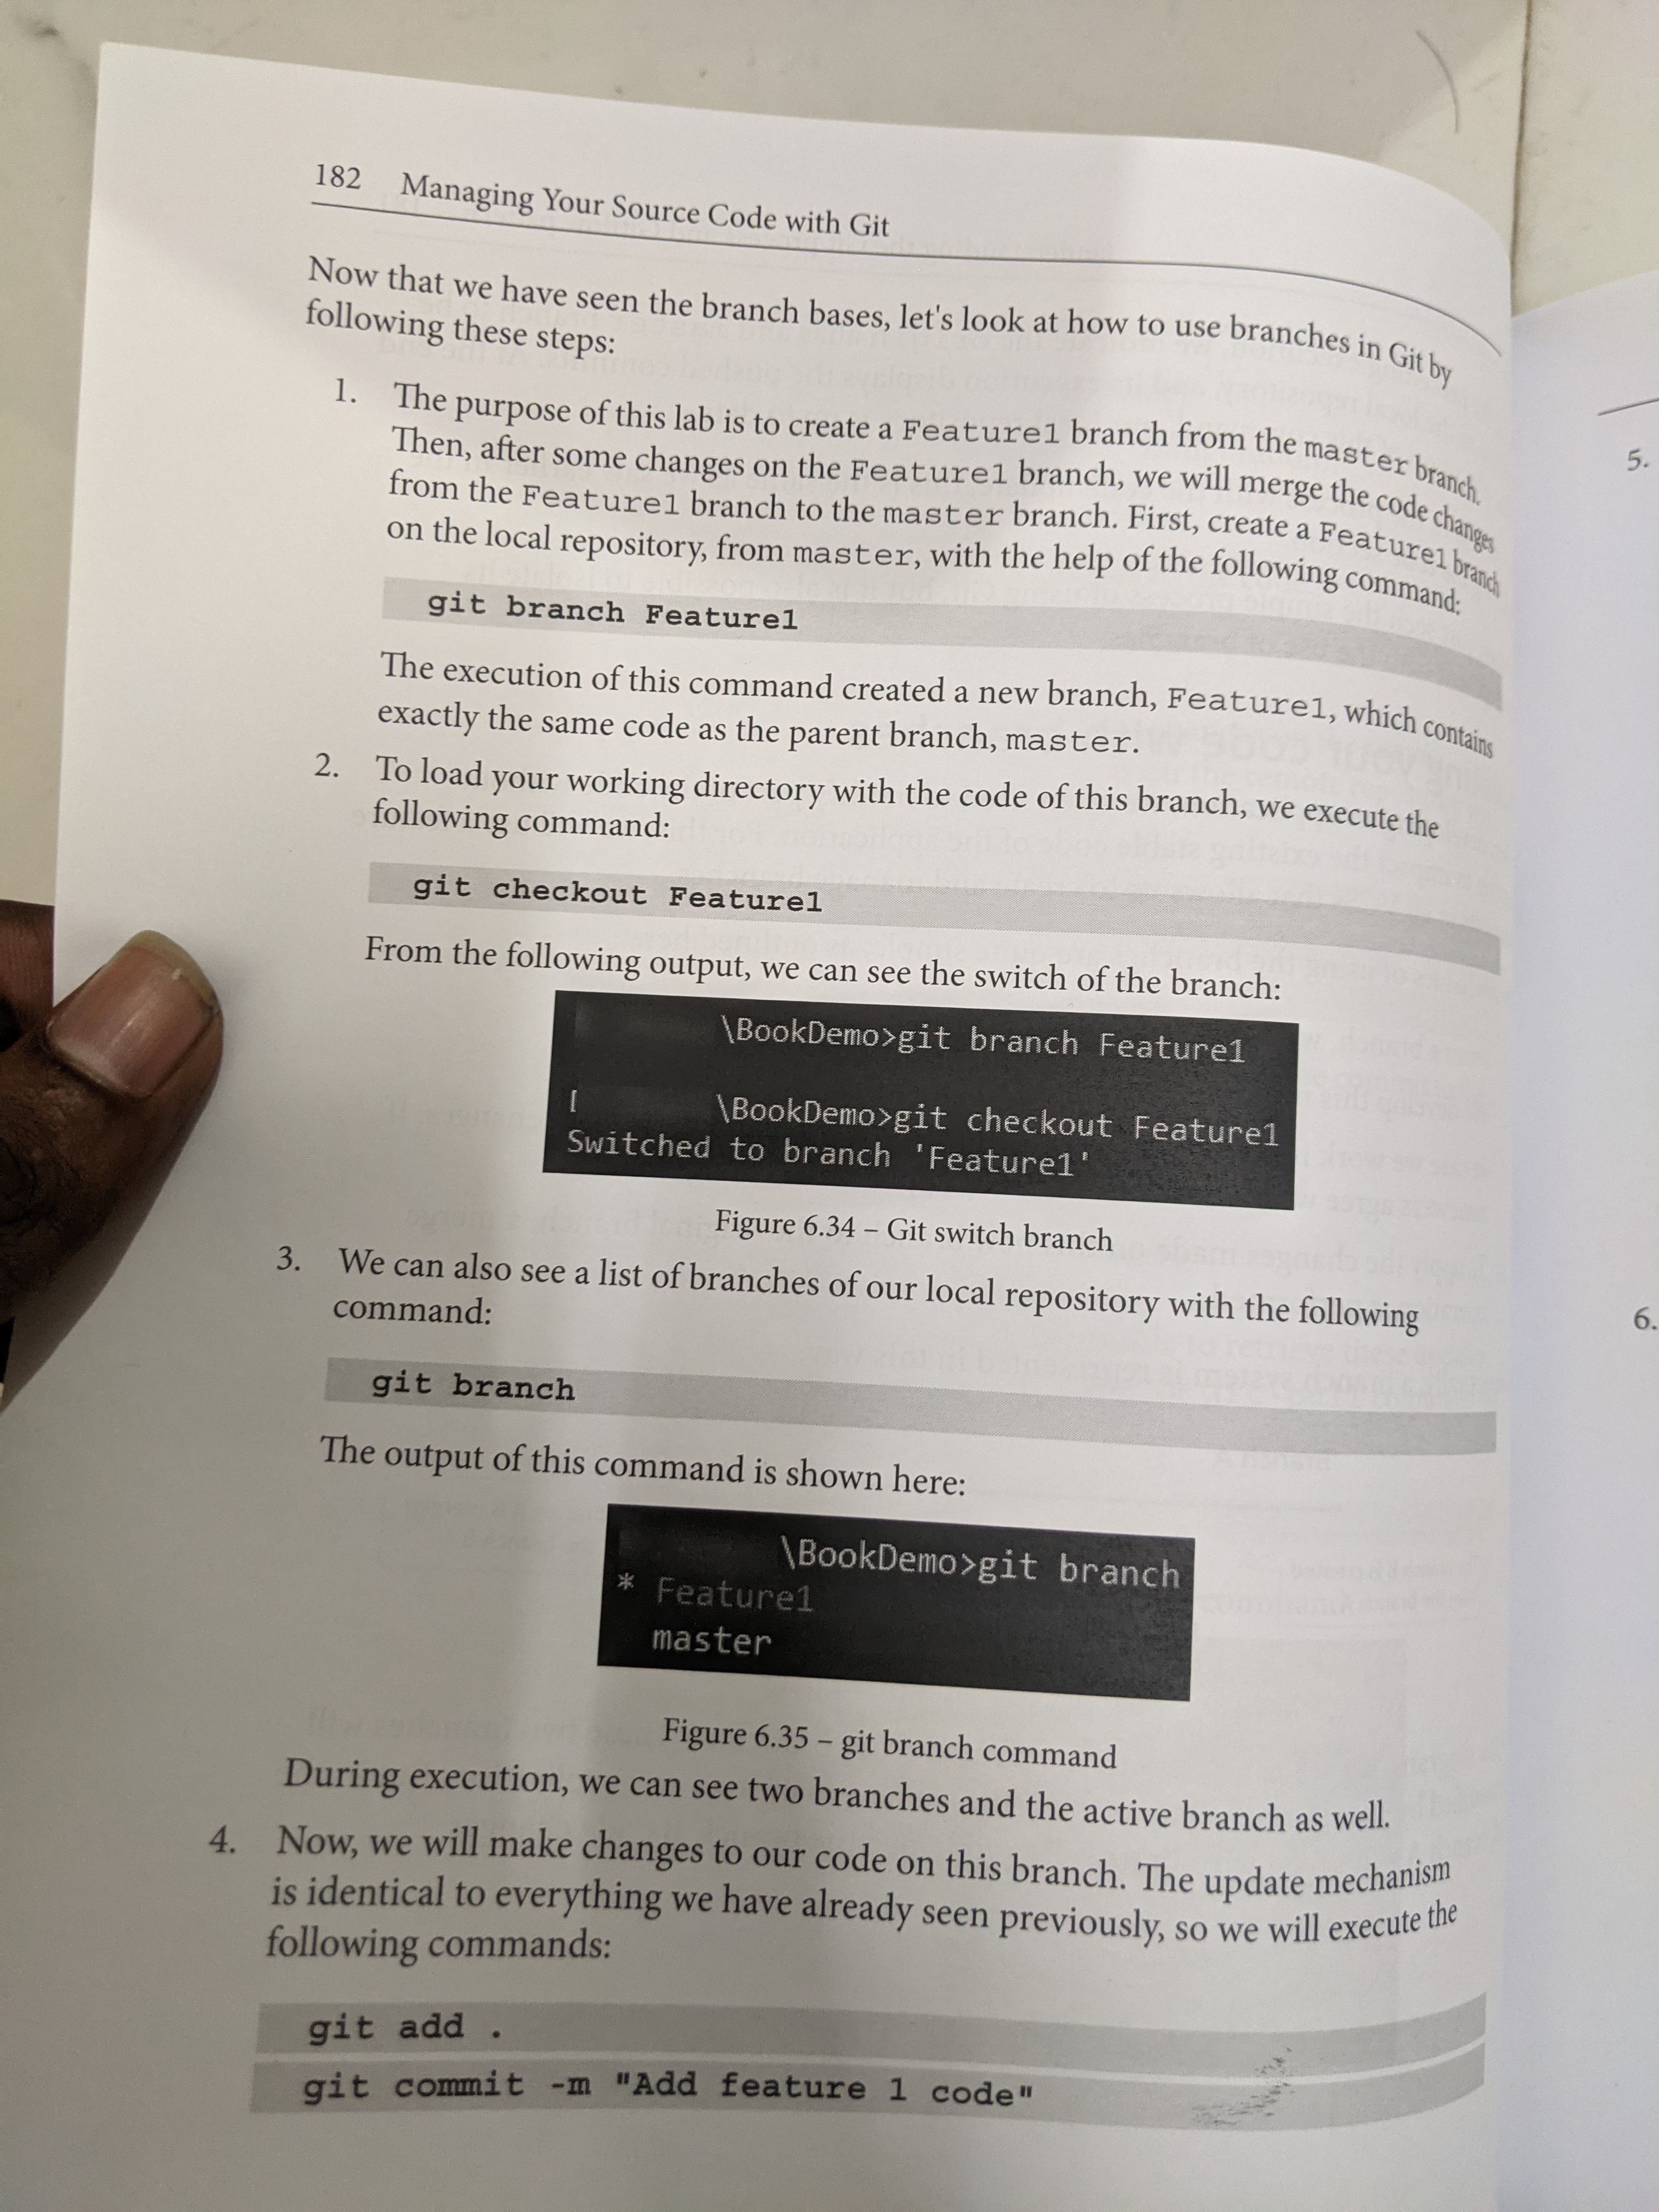 182 Managing Your Source Code with Git
Now that we have seen the branch bases, let's look at how to use branches in Git by
following these steps:
1. The purpose of this lab is to create a Feature1 branch from the master branch.
Then, after some changes on the Feature1 branch, we will merge the code changes
from the Feature1 branch to the master branch. First, create a Feature1 branch
on the local repository, from master, with the help of the following command:
git branch Feature1
The execution of this command created a new branch, Feature1, which contains
exactly the same code as the parent branch, master.
2. To load your working directory with the code of this branch, we execute the
following command:
git checkout Feature1
From the following output, we can see the switch of the branch:
\BookDemo>git branch Feature1
\BookDemo>git checkout Feature1
Switched to branch 'Feature1'
Figure 6.34 – Git switch branch
3. We can also see a list of branches of our local repository with the following
command:
git branch
The output of this command is shown here:
\BookDemo>git branch
* Feature1
master
Figure 6.35 – git branch command
During execution, we can see two branches and the active branch as well.
4. Now, we will make changes to our code on this branch. The update mechanism
is identical to everything we have already seen previously, so we will execute the
following commands:
git add .
git commit -m "Add feature 1 code"
5.
6.